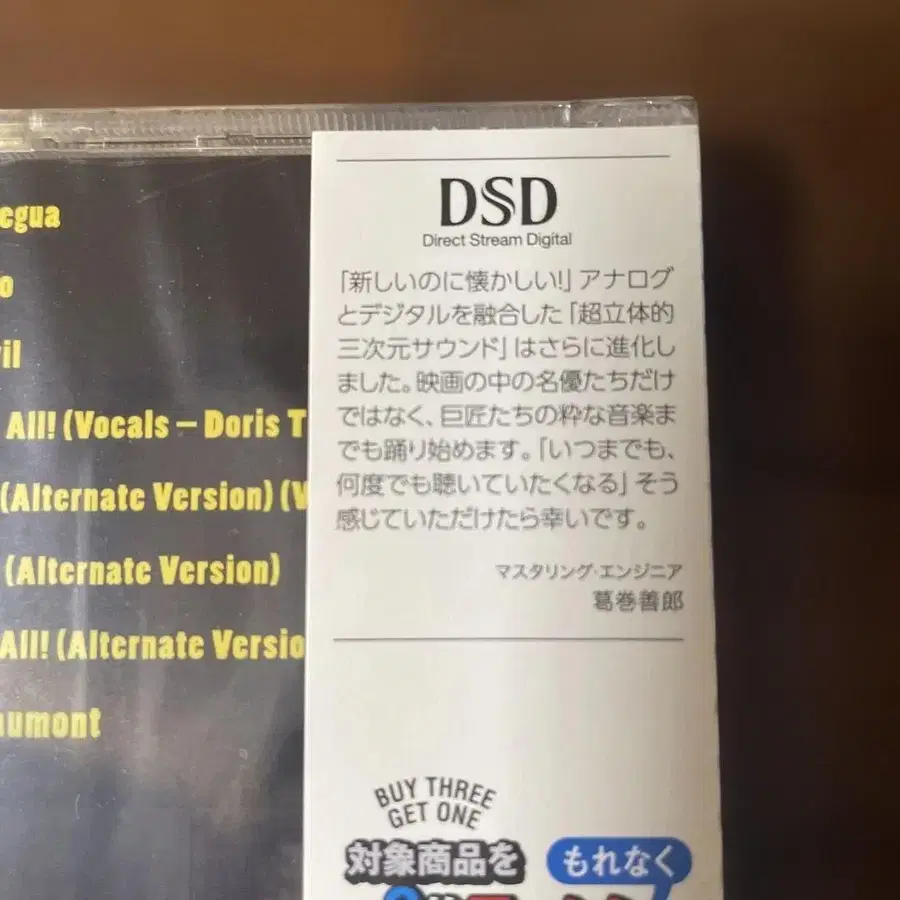 egua
o
il
All! (Vocals – Doris T
(Alternate Version) (V
(Alternate Version)
All! (Alternate Versio
aumont
DSD
Direct Stream Digital
「新しいのに懐かしい!」アナログ
とデジタルを融合した「超立体的
三次元サウンド」はさらに進化し
ました。映画の中の名優たちだけ
ではなく、巨匠たちの粋な音楽ま
でも踊り始めます。「いつまでも、
何度でも聴いていたくなる」そう
感じていただけたら幸いです。
マスタリング・エンジニア
葛巻善郎
BUY THREE
GET ONE
対象商品を
もれなく